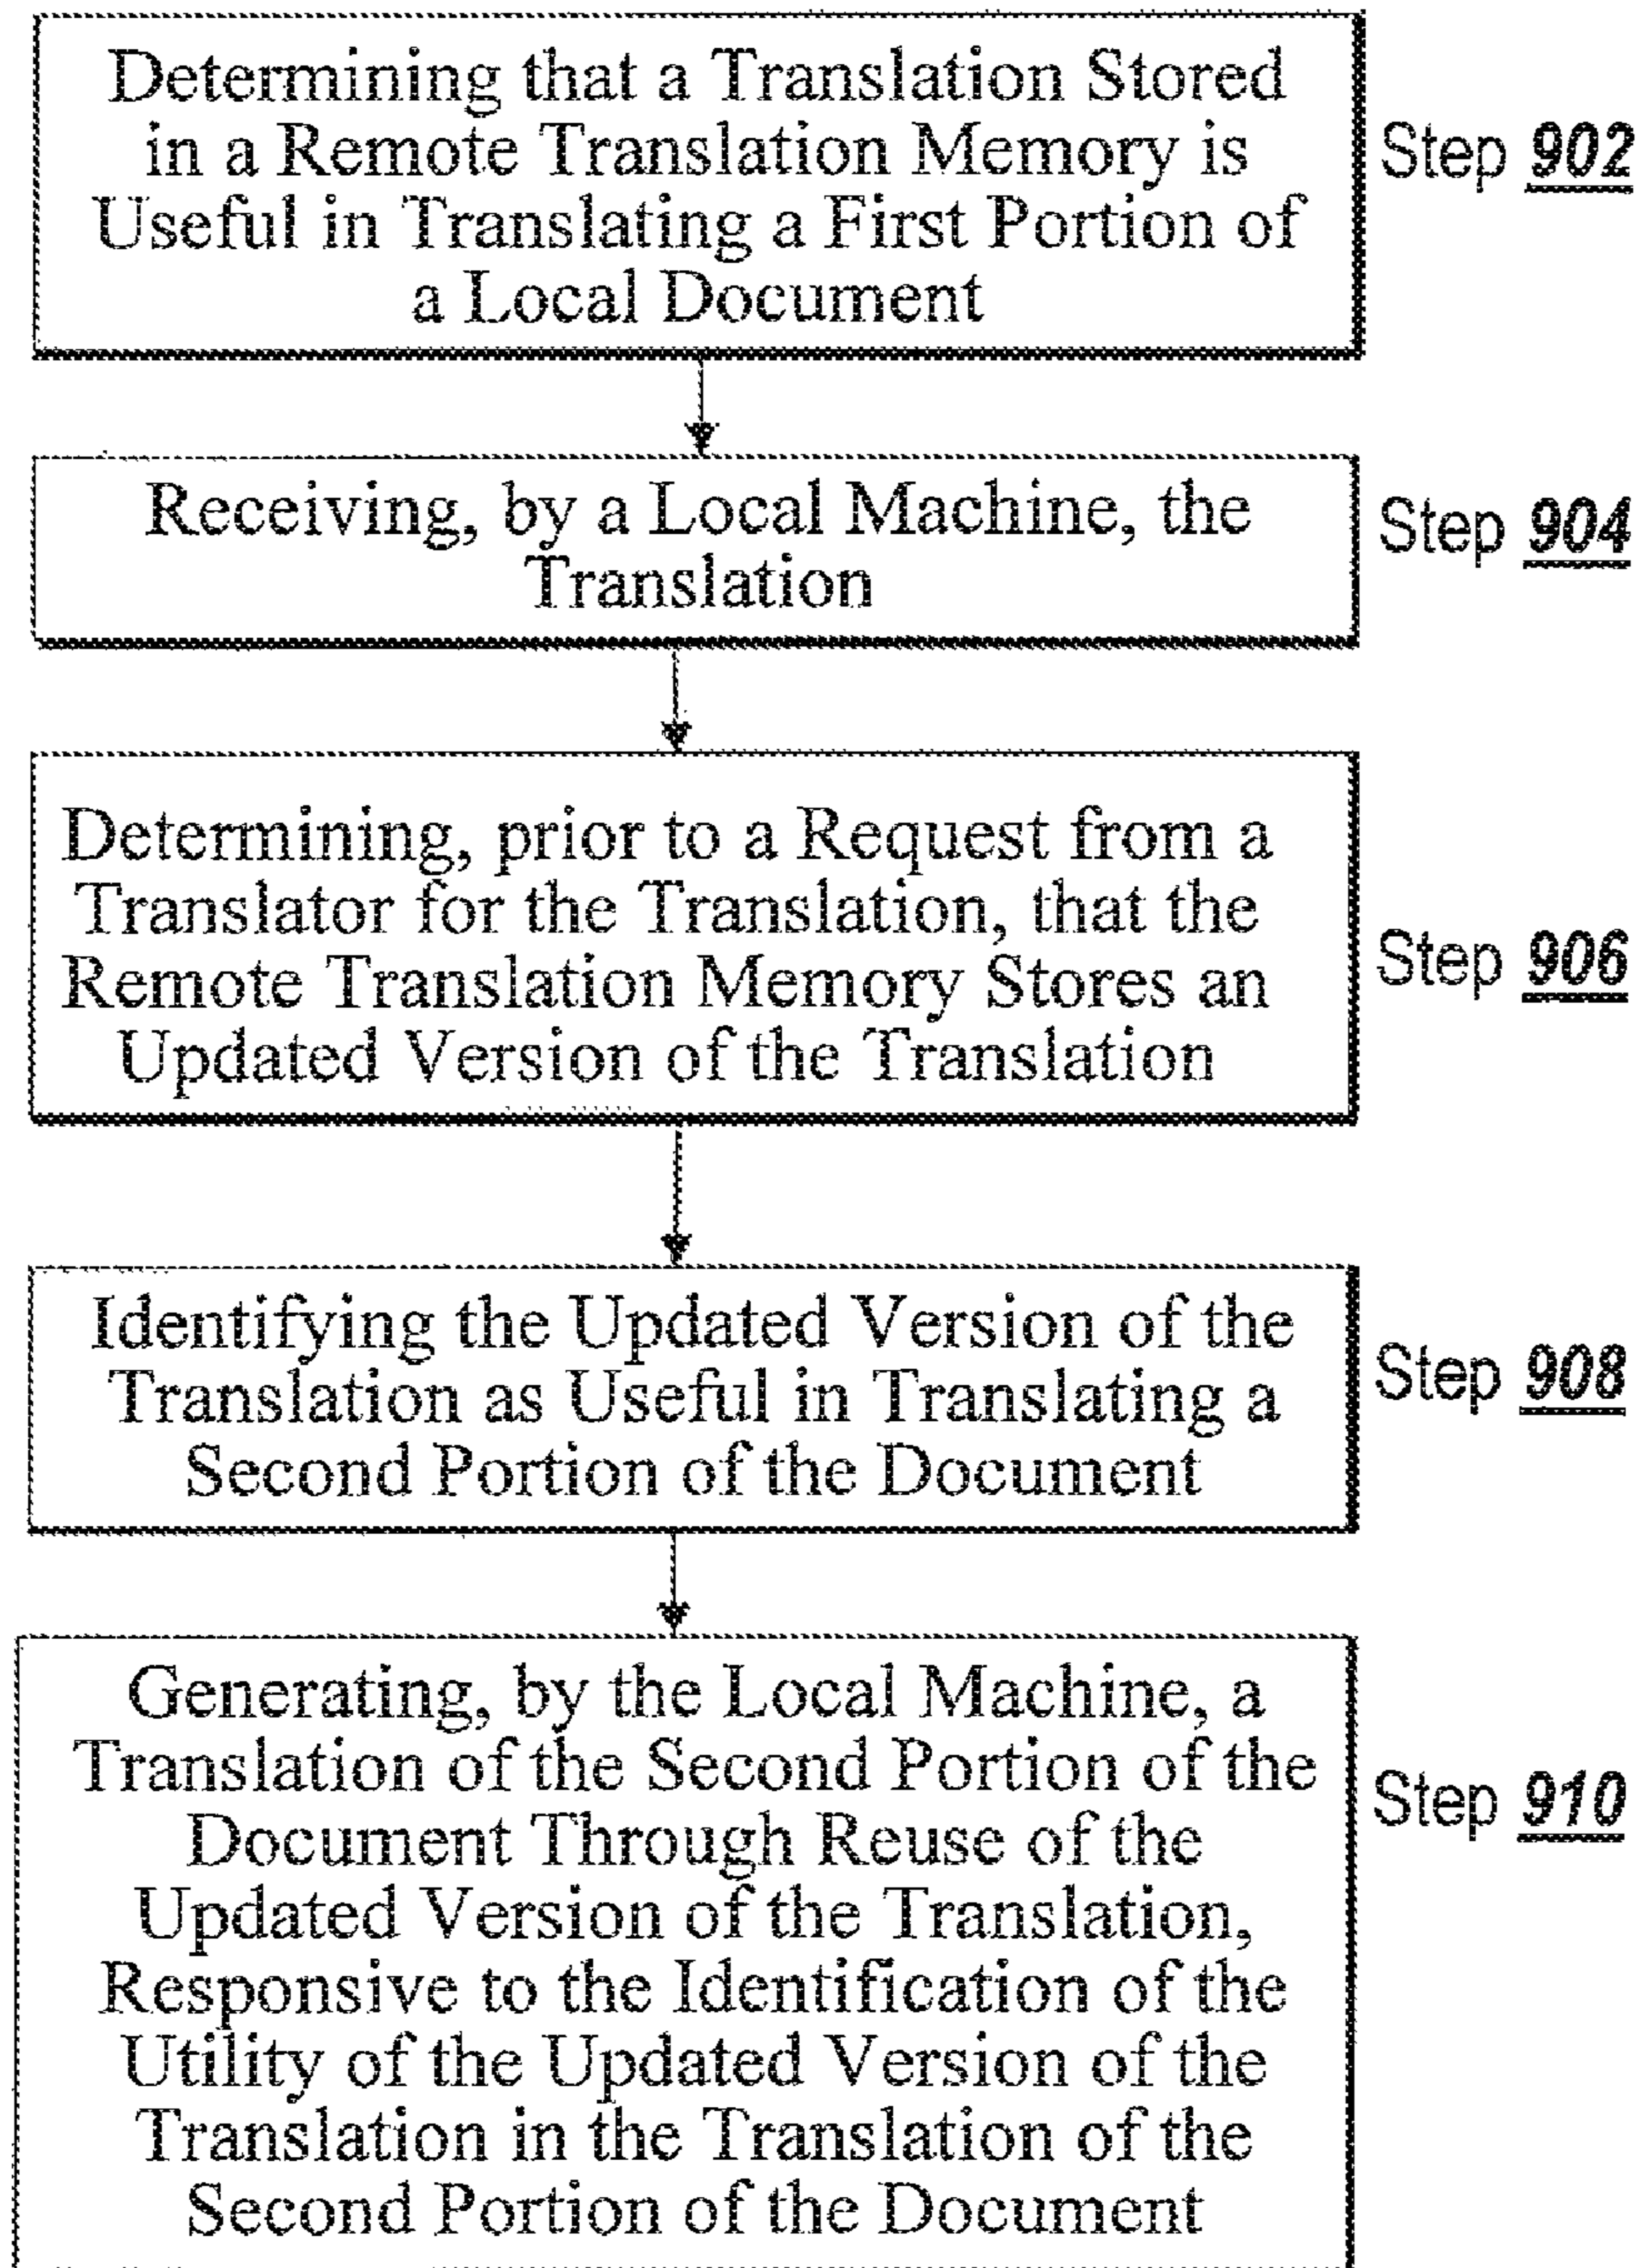 Determining that a Translation Stored
in a Remote Translation Memory is
Useful in Translating a First Portion of
a Local Document
Step 902
Receiving, by a Local Machine, the
Translation
Step 904
Determining, prior to a Request from a
Translator for the Translation, that the
Remote Translation Memory Stores an
Updated Version of the Translation
Step 906
Identifying the Updated Version of the
Translation as Useful in Translating a
Second Portion of the Document
Step 908
Generating, by the Local Machine, a
Translation of the Second Portion of the
Document Through Reuse of the
Updated Version of the Translation,
Responsive to the Identification of the
Utility of the Updated Version of the
Translation in the Translation of the
Second Portion of the Document
Step 910